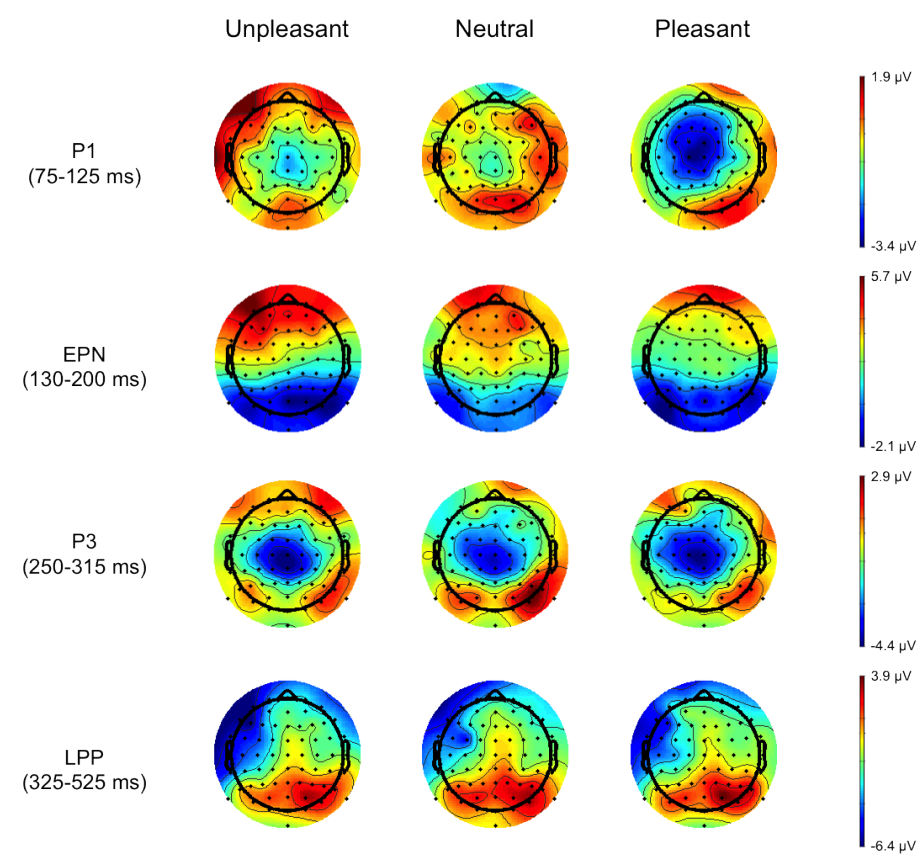 Unpleasant Neutral Pleasant
P1
(75-125 ms)
1.9 µV
-3.4 µV
EPN
(130-200 ms)
5.7 µV
-2.1 µV
P3
(250-315 ms)
2.9 µV
-4.4 µV
LPP
(325-525 ms)
3.9 µV
-6.4 µV